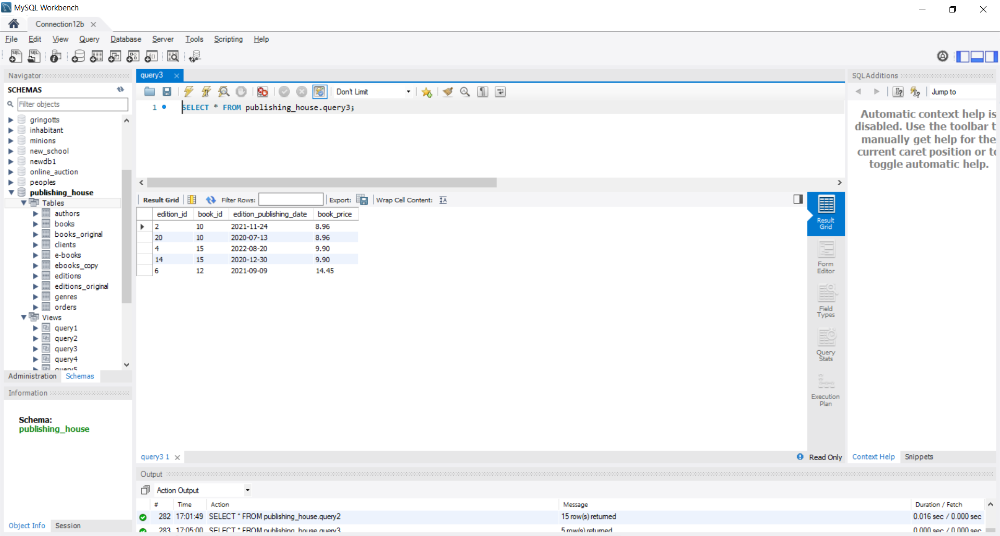 MySQL Workbench
Connection12b
File Edit View Query Database Server Tools Scripting Help
Navigator
SCHEMAS
Filter objects
gringotts
inhabitant
minions
new_school
newdb1
online_auction
peoples
publishing_house
Tables
authors
books
books_original
clients
e-books
ebooks_copy
editions
editions_original
genres
orders
Views
query1
query2
query3
query4
query5
Administration Schemas
Information
Schema:
publishing_house
Object Info Session
query3
Don't Limit
1 SELECT * FROM publishing_house.query3;
Result Grid Filter Rows: Export: Wrap Cell Content:
edition_id book_id edition_publishing_date book_price
2 10 2021-11-24 8.96
20 10 2020-07-13 8.96
4 15 2022-08-20 9.90
14 15 2020-12-30 9.90
6 12 2021-09-09 14.45
Result
Grid
Form
Editor
Field
Types
Query
Stats
Execution
Plan
query3 1
Read Only
SQLAdditions
Jump to
Automatic context help is
disabled. Use the toolbar t
manually get help for the
current caret position or to
toggle automatic help.
Context Help Snippets
Output
Action Output
# Time Action Message Duration / Fetch
282 17:01:49 SELECT * FROM publishing_house.query2 15 row(s) returned 0.016 sec / 0.000 sec
283 17:05:00 SELECT * FROM publishing_house.query3 5 row(s) returned 0.000 sec / 0.000 sec